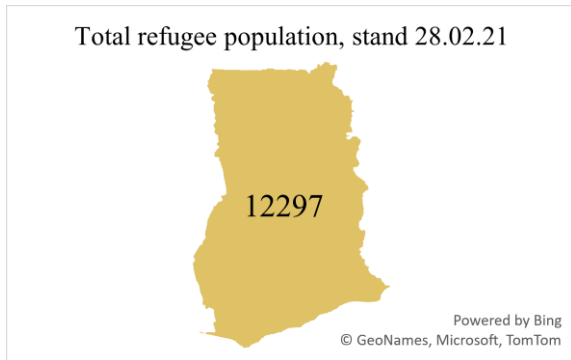 Total refugee population, stand 28.02.21
12297
Powered by Bing
© GeoNames, Microsoft, TomTom